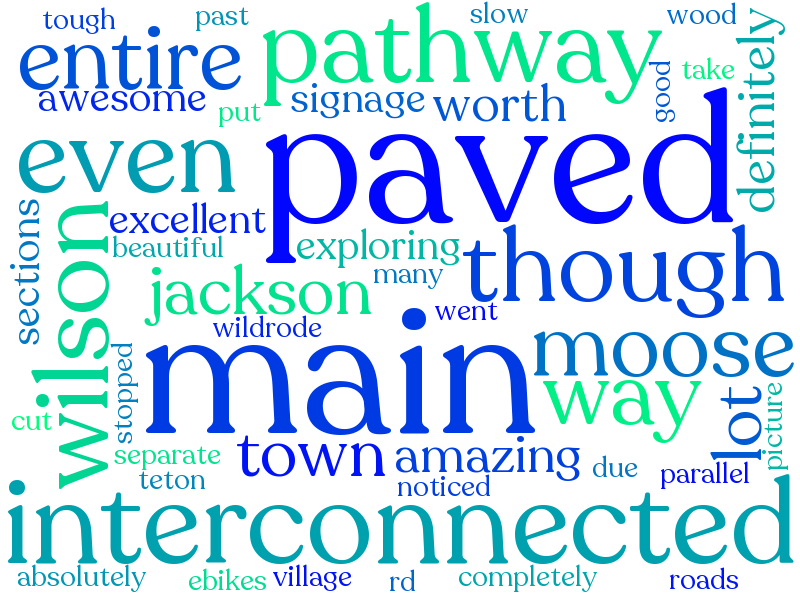 tough past slow wood
entire pathway take
awesome put signage worth good definitely
even paved
sections wilson excellent
beautiful exploring though
jackson many
wildrode went
main moose
stopped way lot picture
cut separate town amazing due parallel
teton noticed
interconnected
absolutely ebikes village rd completely roads